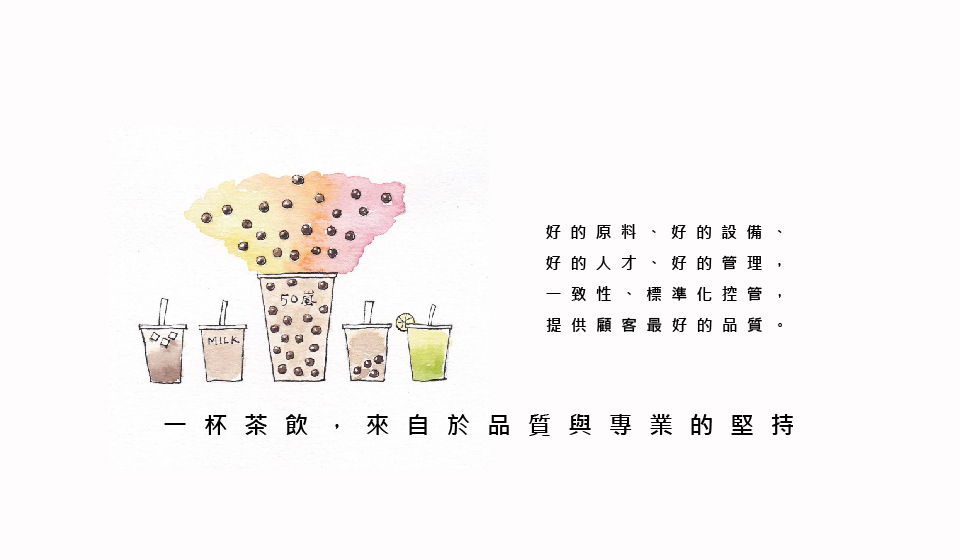 50嵐
MILK
好的原料、好的設備、
好的人才、好的管理，
一致性、標準化控管，
提供顧客最好的品質。
一杯茶飲，來自於品質與專業的堅持